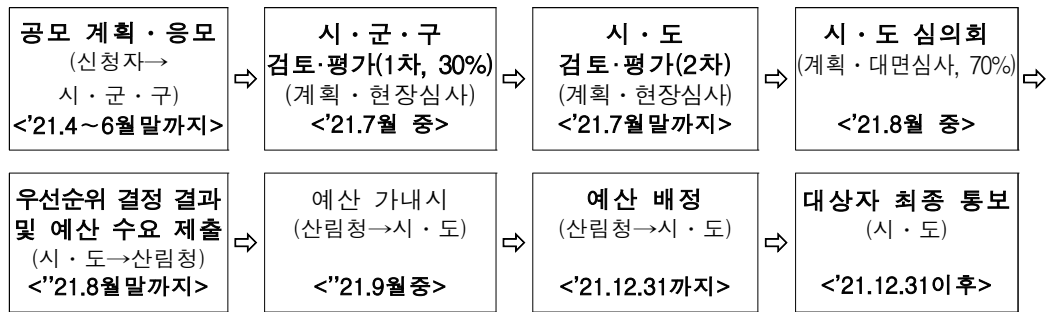 공모 계획·응모
(신청자→
시·군·구)
<'21.4~6월말까지>
⇨
시·군·구
검토·평가(1차, 30%)
(계획·현장심사)
<'21.7월 중>
⇨
시·도
검토·평가(2차)
(계획·현장심사)
<'21.7월말까지>
⇨
시·도 심의회
(계획·대면심사, 70%)
<'21.8월 중>
⇨
우선순위 결정 결과
및 예산 수요 제출
(시·도→산림청)
<''21.8월말까지>
⇨
예산 가내시
(산림청→시·도)
<''21.9월중>
⇨
예산 배정
(산림청→시·도)
<'21.12.31까지>
⇨
대상자 최종 통보
(시·도)
<'21.12.31이후>